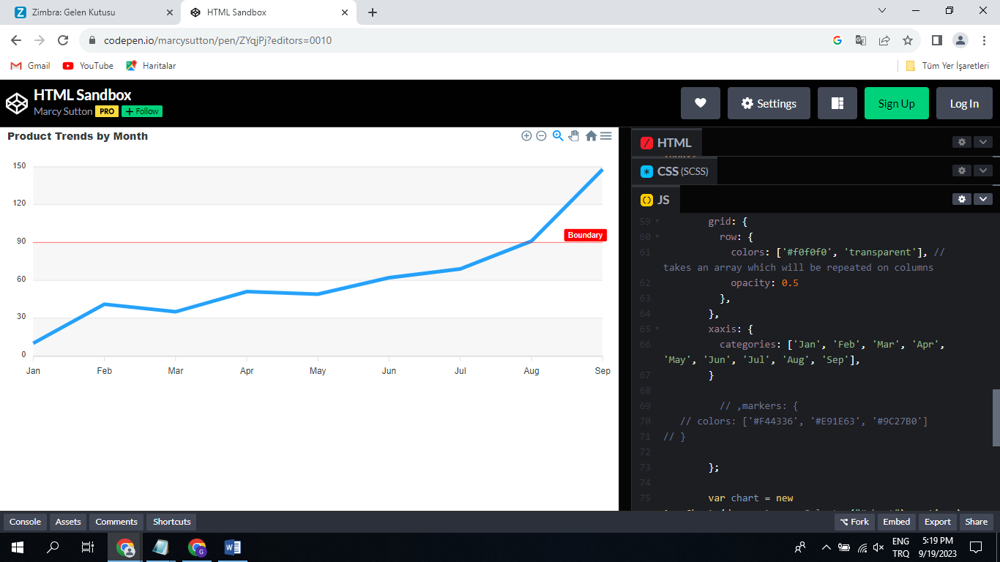 Zimbra: Gelen Kutusu
HTML Sandbox
codepen.io/marcysutton/pen/ZYqjPj?editors=0010
Gmail YouTube Haritalar Tüm Yer İşaretleri
HTML Sandbox
Marcy Sutton PRO + Follow
Settings Sign Up Log In
Product Trends by Month
150
120
90
60
30
0
Boundary
Jan Feb Mar Apr May Jun Jul Aug Sep
HTML
CSS (SCSS)
JS
59 grid: {
60 row: {
61 colors: ['#f0f0f0', 'transparent'], //
takes an array which will be repeated on columns
62 opacity: 0.5
63 },
64 },
65 xaxis: {
66 categories: ['Jan', 'Feb', 'Mar', 'Apr',
'May', 'Jun', 'Jul', 'Aug', 'Sep'],
67 }
68
69 // ,markers: {
70 // colors: ['#F44336', '#E91E63', '#9C27B0']
71 // }
72
73 };
74
75 var chart = new
Console Assets Comments Shortcuts Fork Embed Export Share
ENG
TRQ
5:19 PM
9/19/2023